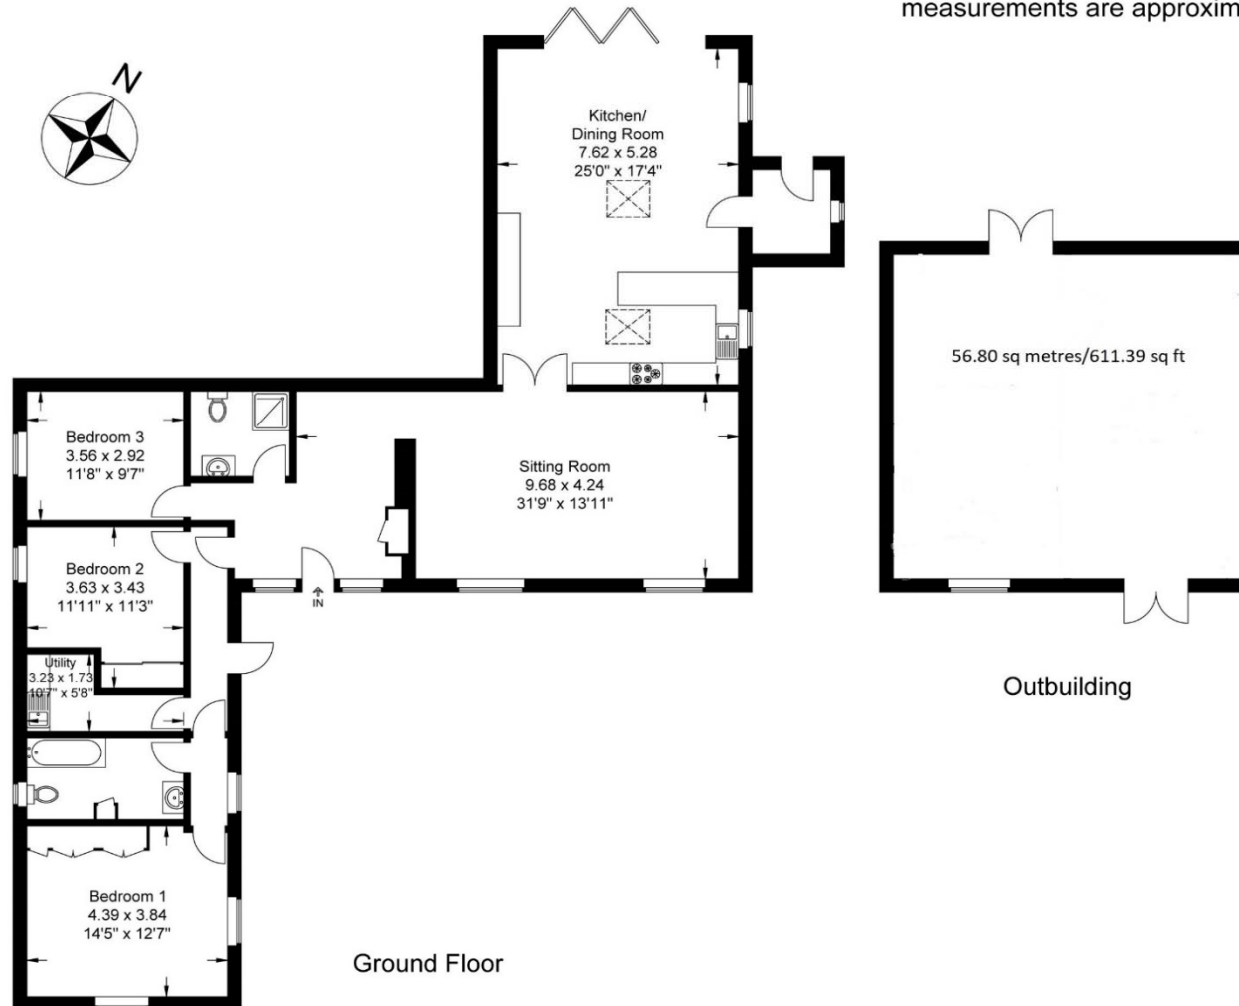 measurements are approxim
N
Kitchen/
Dining Room
7.62 x 5.28
25'0" x 17'4"
56.80 sq metres/611.39 sq ft
Bedroom 3
3.56 x 2.92
11'8" x 9'7"
Sitting Room
9.68 x 4.24
31'9" x 13'11"
Bedroom 2
3.63 x 3.43
11'11" x 11'3"
IN
Utility
3.23 x 1.73
10'7" x 5'8"
Outbuilding
Bedroom 1
4.39 x 3.84
14'5" x 12'7"
Ground Floor